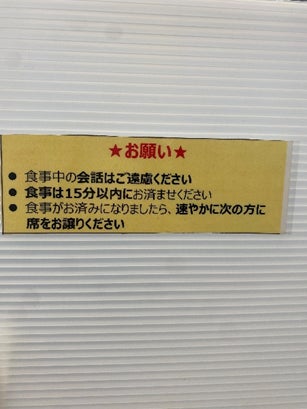 ★お願い★
● 食事中の会話はご遠慮ください
● 食事は15分以内にお済ませください
● 食事がお済みになりましたら、速やかに次の方に
席をお譲りください